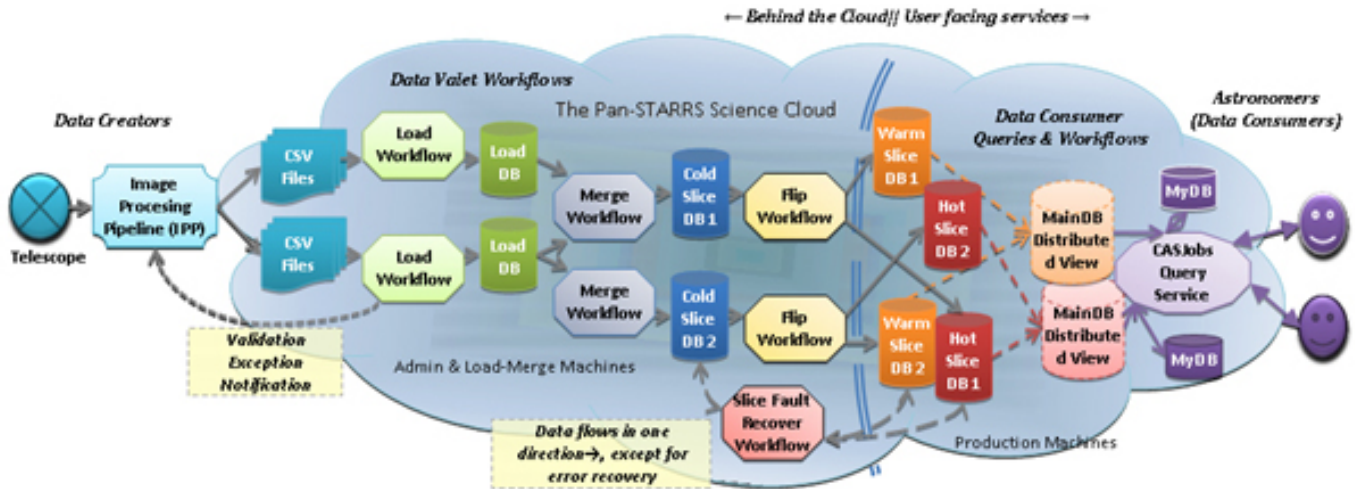 ← Behind the Cloud|| User facing services →
Data Valet Workflows
The Pan-STARRS Science Cloud
Data Creators
Astronomers
(Data Consumers)
Data Consumer
Queries & Workflows
Telescope
Image
Procesing
Pipeline (IPP)
CSV
Files
CSV
Files
Load
Workflow
Load
Workflow
Load
DB
Load
DB
Merge
Workflow
Merge
Workflow
Cold
Slice
DB 1
Cold
Slice
DB 2
Flip
Workflow
Flip
Workflow
Warm
Slice
DB 1
Hot
Slice
DB 2
Warm
Slice
DB 2
Hot
Slice
DB 1
MainDB
Distribute
d View
MainDB
Distribute
d View
MyDB
CASJobs
Query
Service
MyDB
Validation
Exception
Notification
Admin & Load-Merge Machines
Slice Fault
Recover
Workflow
Data flows in one
direction→, except for
error recovery
Production Machines